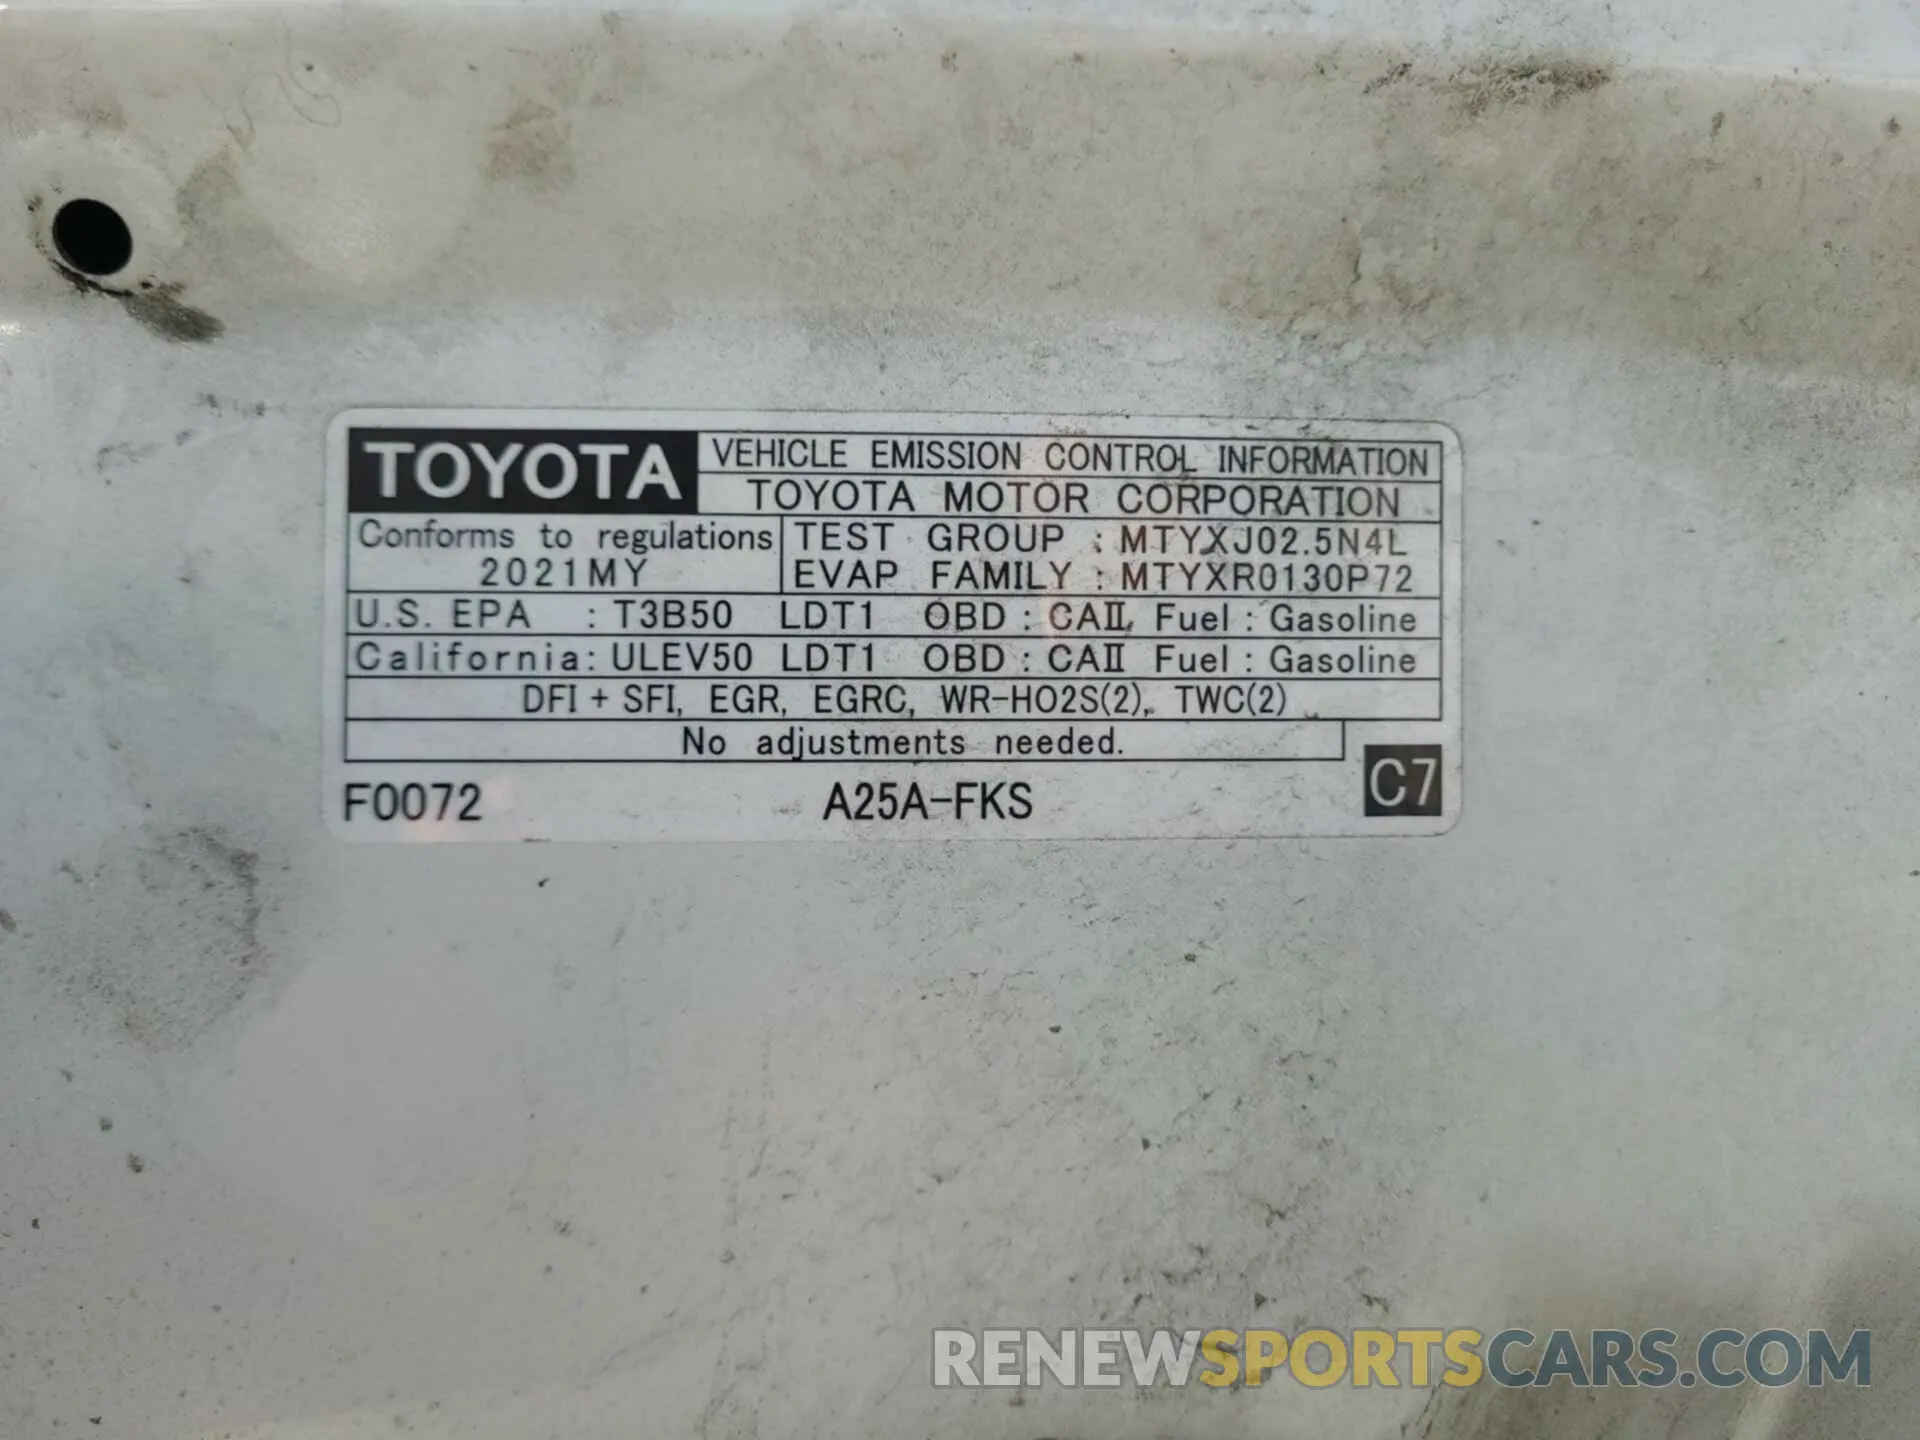 TOYOTA VEHICLE EMISSION CONTROL INFORMATION
TOYOTA MOTOR CORPORATION
Conforms to regulations TEST GROUP : MTYXJ02.5N4L
2021MY EVAP FAMILY : MTYXR0130P72
U.S. EPA : T3B50 LDT1 OBD : CAⅡ Fuel : Gasoline
California : ULEV50 LDT1 OBD : CAⅡ Fuel : Gasoline
DFI + SFI, EGR, EGRC, WR-HO2S(2), TWC(2)
No adjustments needed.
F0072 A25A-FKS C7
RENEWSPORTSCARS.COM